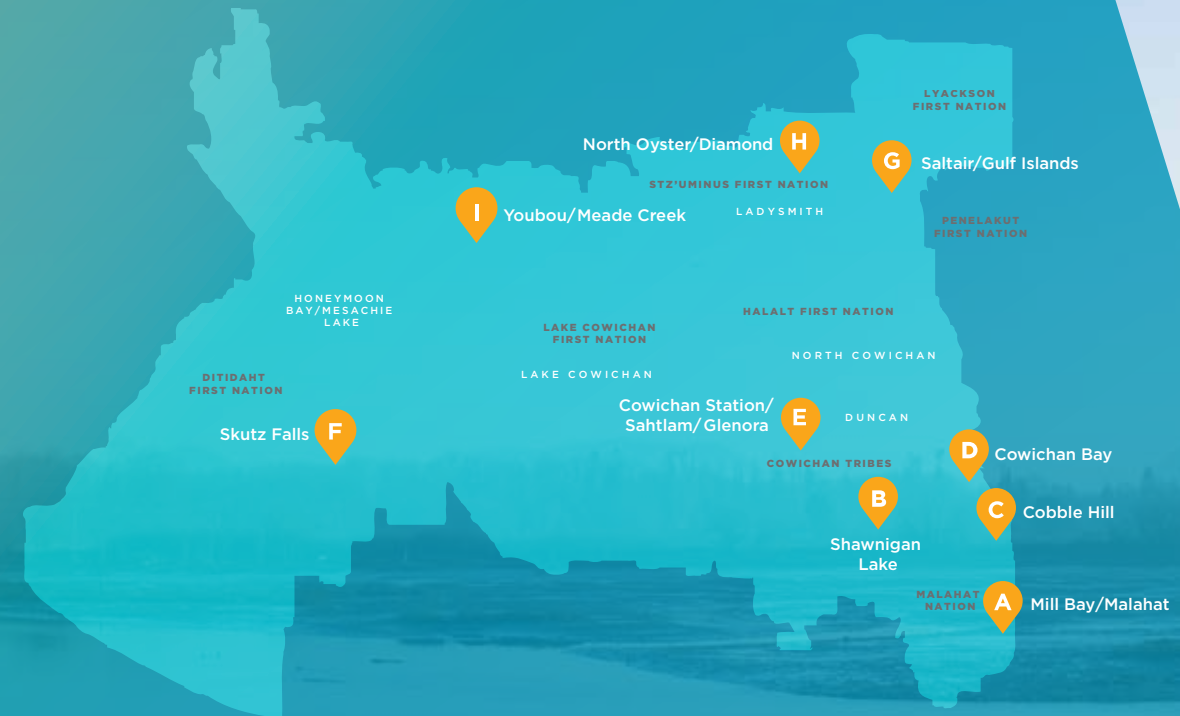 LYACKSON
FIRST NATION
North Oyster/Diamond
H
G
Saltair/Gulf Islands
STZ'UMINUS FIRST NATION
I
Youbou/Meade Creek
LADYSMITH
PENELAKUT
FIRST NATION
HONEYMOON
BAY/MESACHIE
LAKE
HALALT FIRST NATION
LAKE COWICHAN
FIRST NATION
NORTH COWICHAN
LAKE COWICHAN
DITIDAHT
FIRST NATION
Cowichan Station/
Sahtlam/Glenora
E
DUNCAN
Skutz Falls
F
D
Cowichan Bay
COWICHAN TRIBES
B
Shawnigan
Lake
C
Cobble Hill
MALAHAT
NATION
A
Mill Bay/Malahat